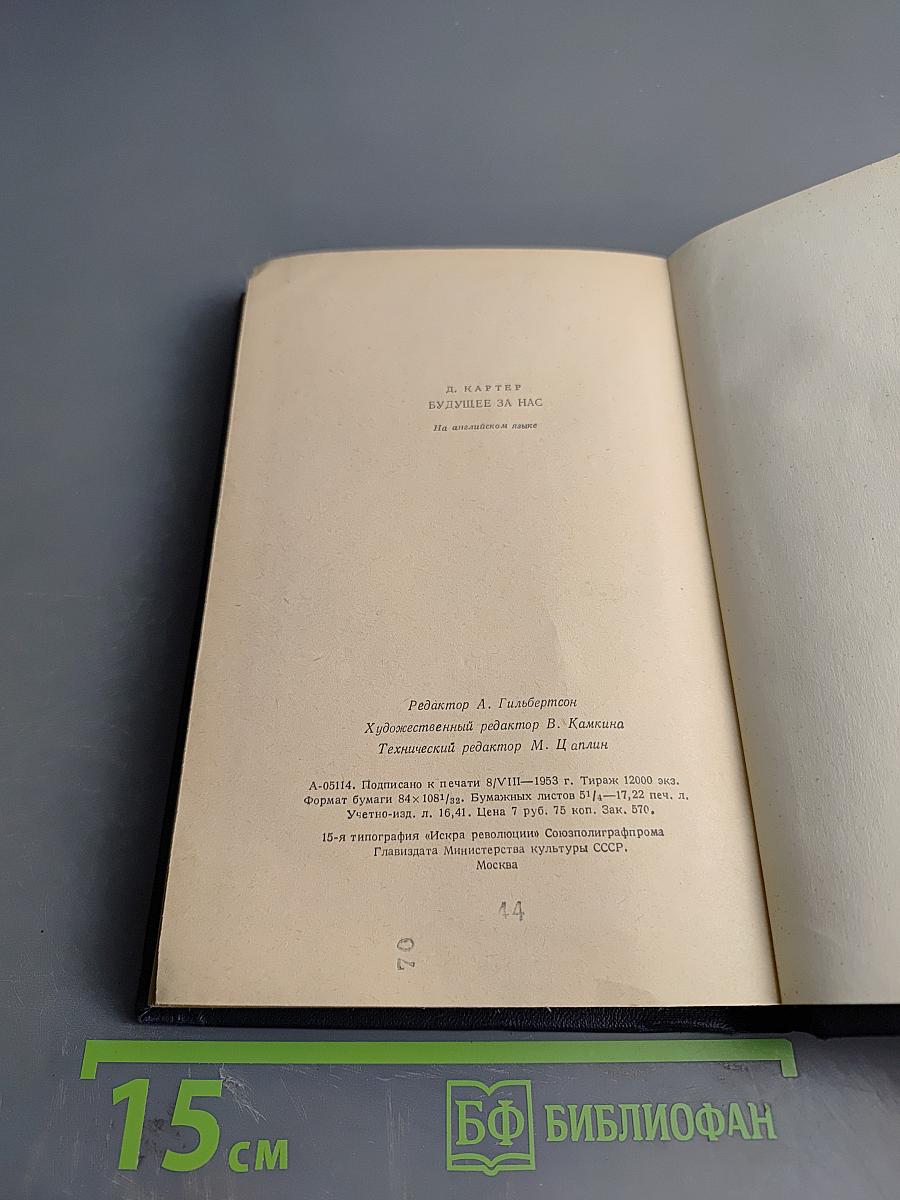 Д. КАРТЕР
БУДУЩЕЕ ЗА НАС
На английском языке
Редактор А. Гильбертсон
Художественный редактор В. Камкина
Технический редактор М. Цаплин
А-05114. Подписано к печати 8/VIII—1953 г. Тираж 12000 экз.
Формат бумаги 84×108¹/₃₂. Бумажных листов 5¹/₄—17,22 печ. л.
Учетно-изд. л. 16,41. Цена 7 руб. 75 коп. Зак. 570.
15-я типография «Искра революции» Союзполиграфпрома
Главиздата Министерства культуры СССР.
Москва
44
70
15 см
БФ БИБЛИОФАН